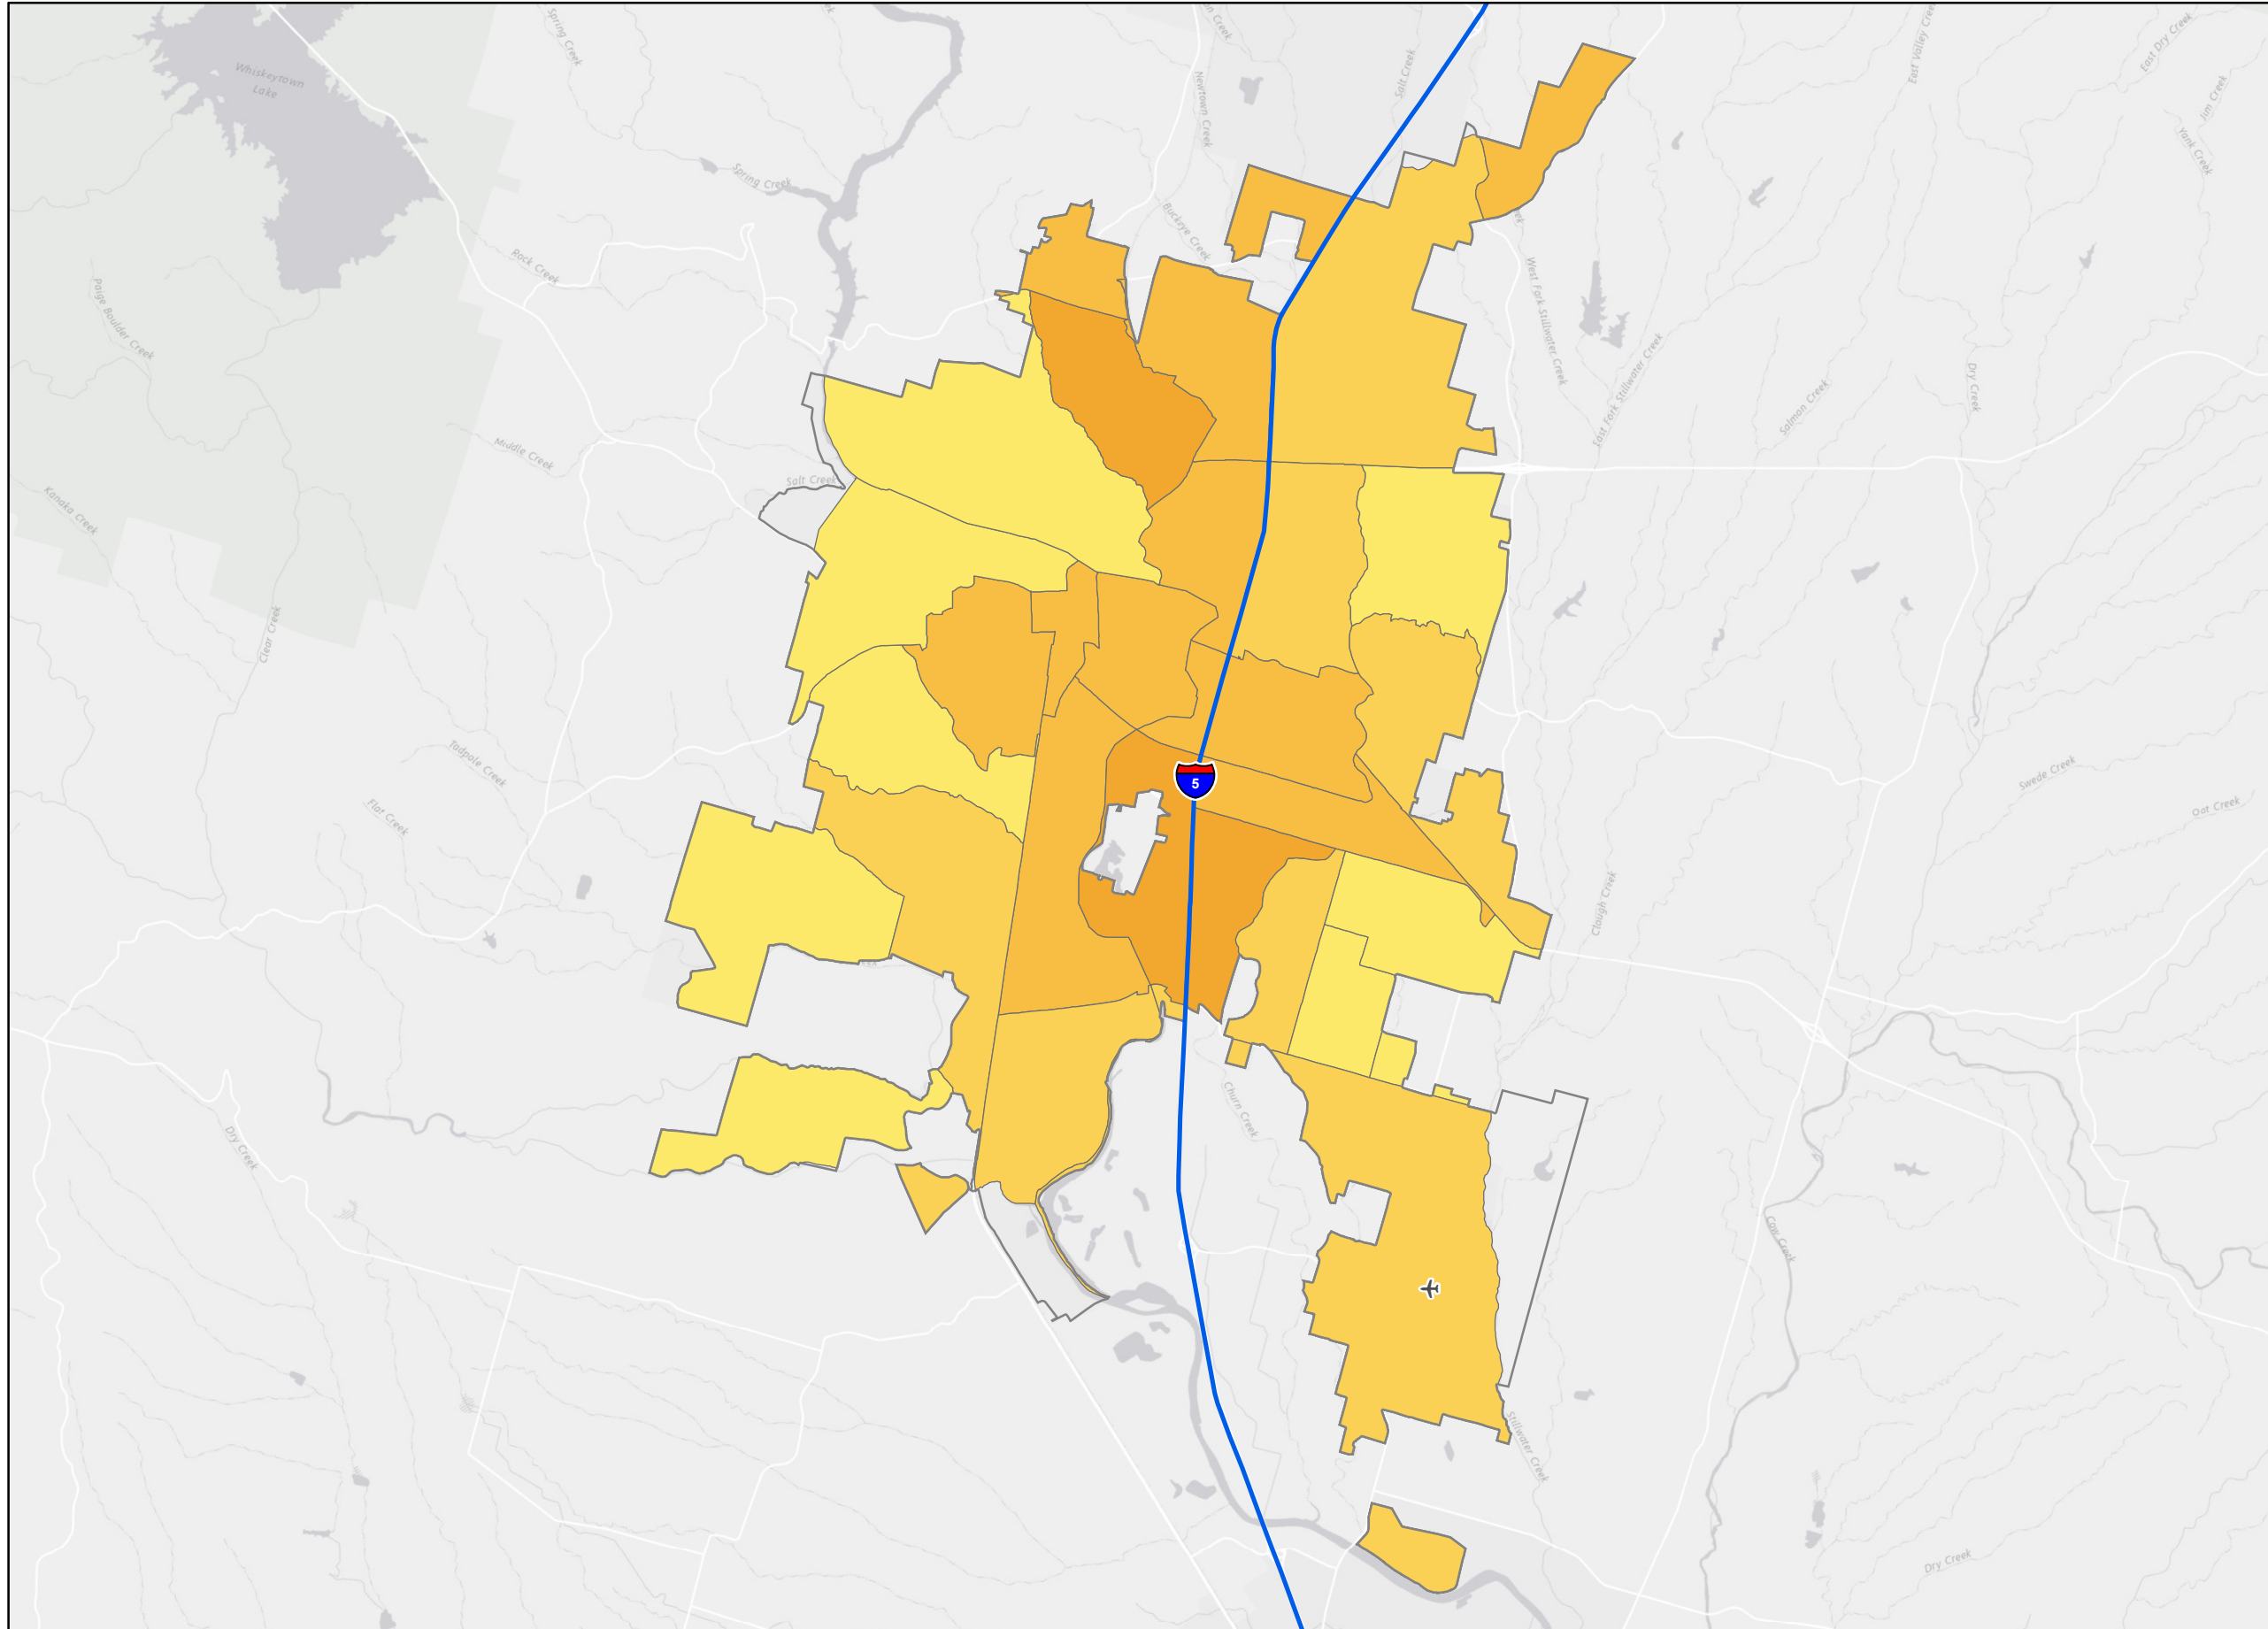 Whiskeytown
Lake
Spring Creek
Newtown Creek
Salt Creek
East Valley Creek
East Dry Creek
Jim Creek
Yank Creek
Spring Creek
Buckeye Creek
Rock Creek
Paige Boulder Creek
West Fork Stillwater Creek
East Fork Stillwater Creek
Salmon Creek
Dry Creek
Middle Creek
Salt Creek
Kanaka Creek
Clear Creek
Tadpole Creek
5
Swede Creek
Oat Creek
Flat Creek
Clough Creek
Dry Creek
Churn Creek
Cow Creek
Stillwater Creek
Dry Creek